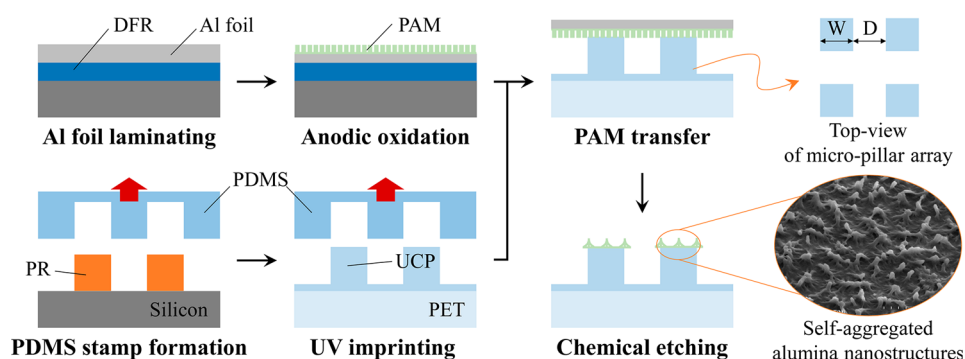 DFR
Al foil
PAM
W
D
Al foil laminating
Anodic oxidation
PAM transfer
Top-view
of micro-pillar array
PDMS
PR
UCP
Silicon
PET
PDMS stamp formation
UV imprinting
Chemical etching
Self-aggregated
alumina nanostructures